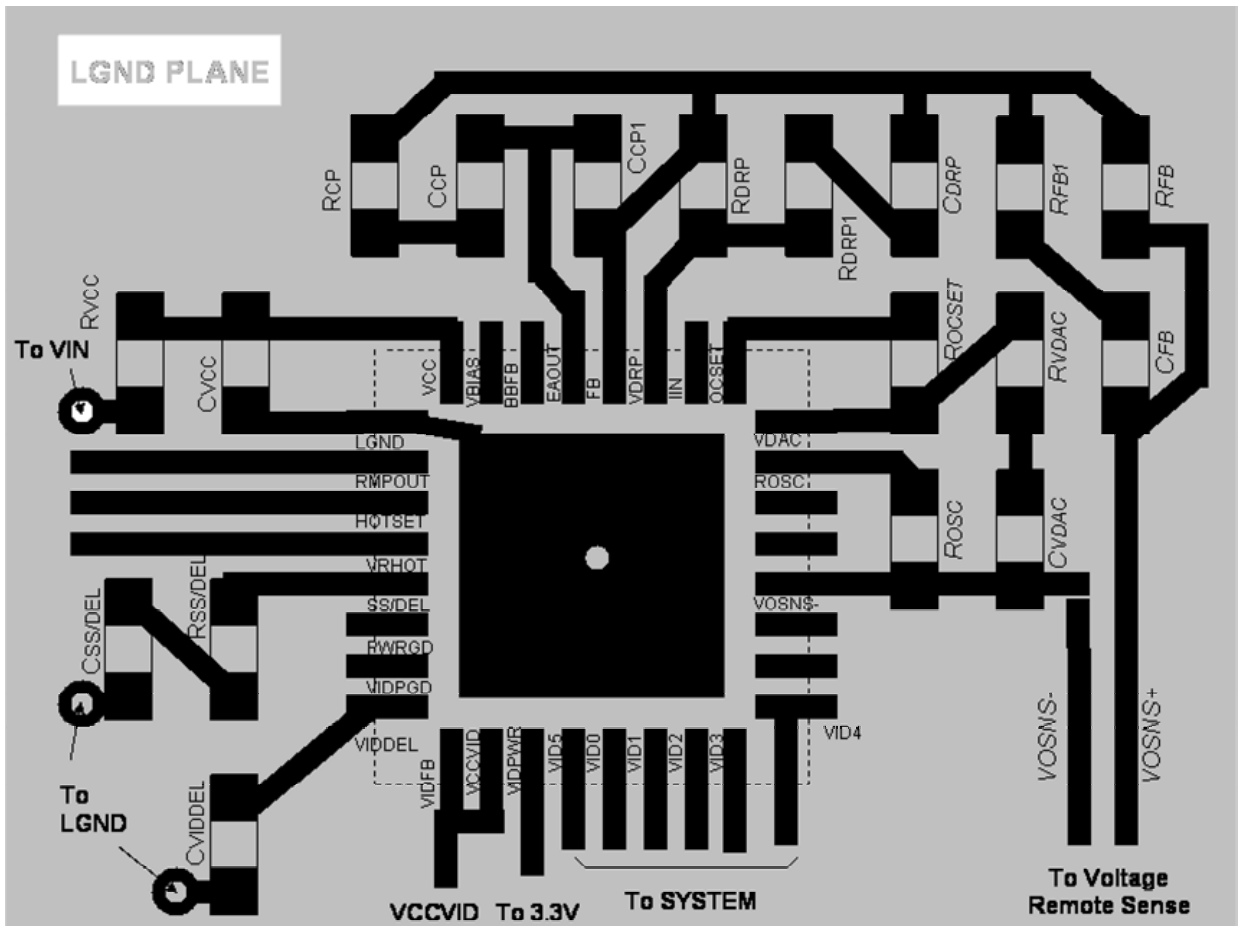 LGND PLANE
RCP
CCP
CCP1
RDRP
RDRP1
CDRP
RFB1
RFB
RVCC
To VIN
CVCC
VCC
VBIAS
BBFB
EAOUT
FB
VDRP
IIN
OCSET
ROCSET
RVDAC
CFB
LGND
RMPOUT
HOTSET
VRHOT
SS/DEL
PWRGD
VIDPGD
VIDDEL
VDAC
ROSC
VOSNS-
ROSC
CVDAC
CSS/DEL
RSS/DEL
To
LGND
CVIDDEL
VIDFB
VCCVID
VIDPWR
VID5
VID0
VID1
VID2
VID3
VID4
VOSNS-
VOSNS+
VCCVID
To 3.3V
To SYSTEM
To Voltage
Remote Sense